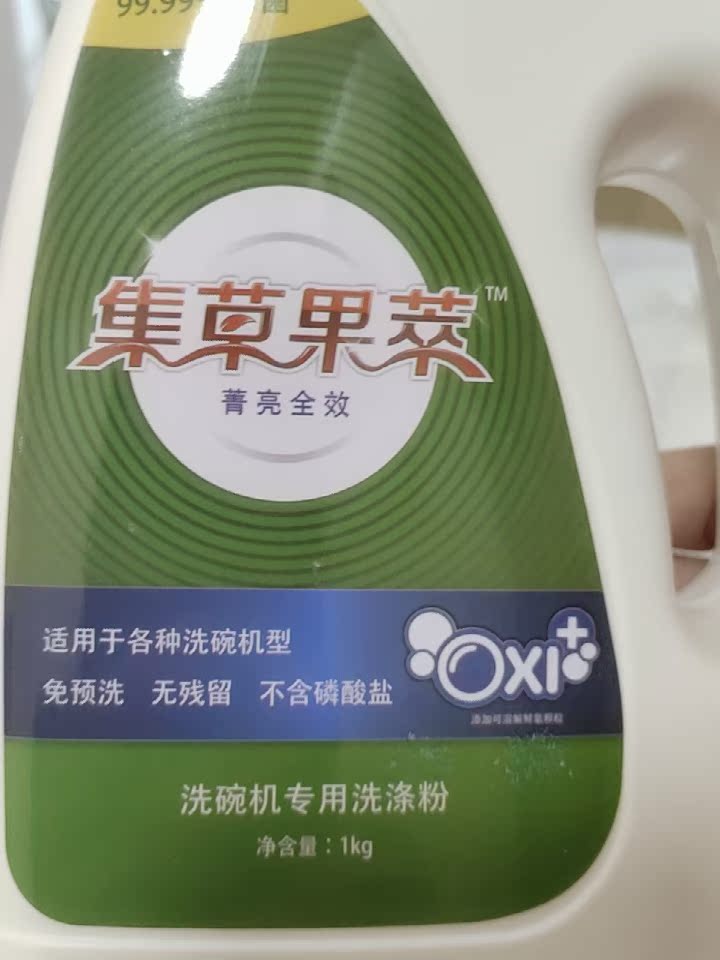 集草果萃™
菁亮全效
适用于各种洗碗机型
免预洗 无残留 不含磷酸盐
OXI+
洗碗机专用洗涤粉
净含量：1kg